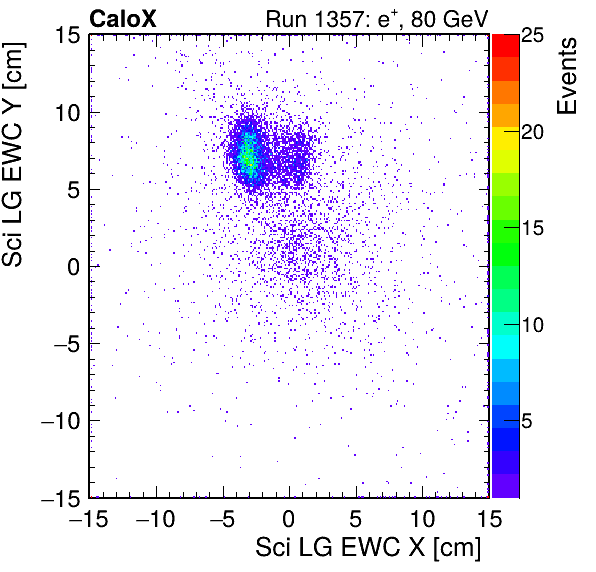 CaloX Run 1357: e⁺, 80 GeV
Sci LG EWC Y [cm]
15
10
5
0
−5
−10
−15
−15 −10 −5 0 5 10 15
Sci LG EWC X [cm]
25
20
15
10
5
Events